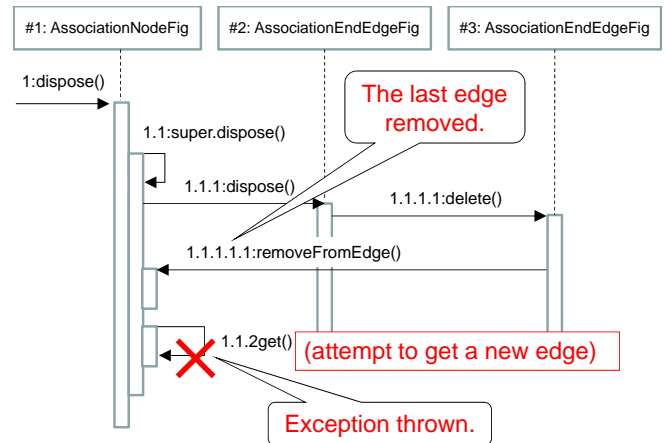 #1: AssociationNodeFig
#2: AssociationEndEdgeFig
#3: AssociationEndEdgeFig
1:dispose()
The last edge
removed.
1.1:super.dispose()
1.1.1:dispose()
1.1.1.1:delete()
1.1.1.1.1:removeFromEdge()
1.1.2get()
(attempt to get a new edge)
Exception thrown.